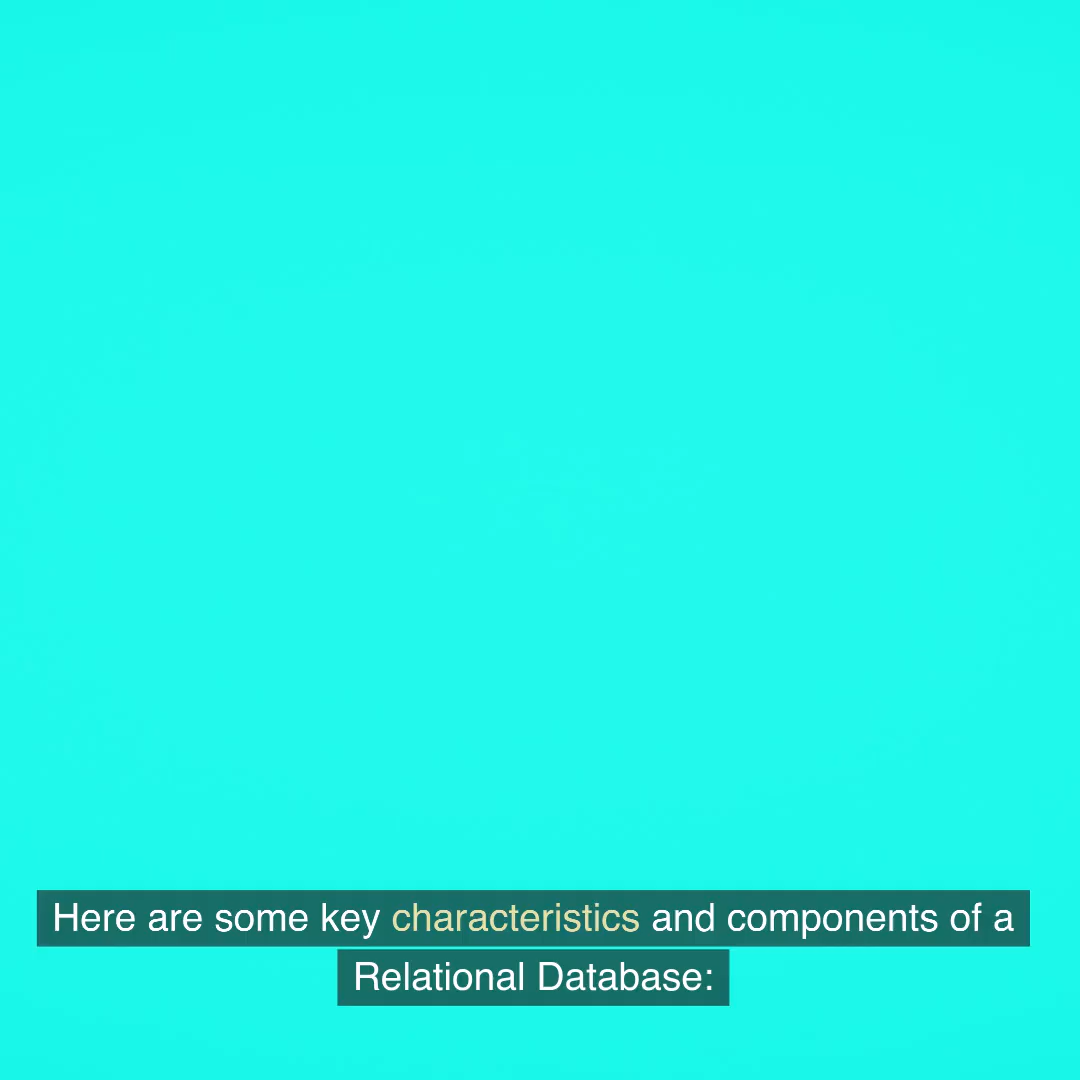 Here are some key characteristics and components of a
Relational Database: